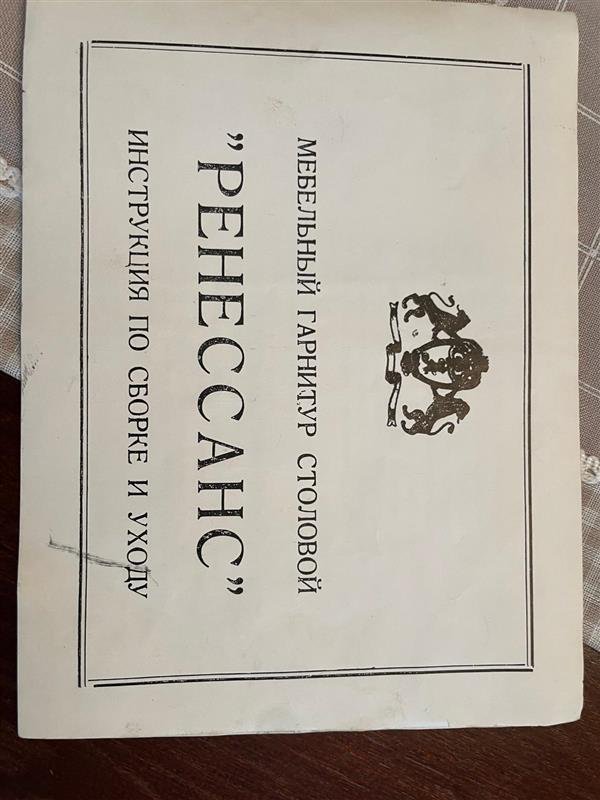 МЕБЕЛЬНЫЙ ГАРНИТУР СТОЛОВОЙ
"РЕНЕССАНС"
ИНСТРУКЦИЯ ПО СБОРКЕ И УХОДУ